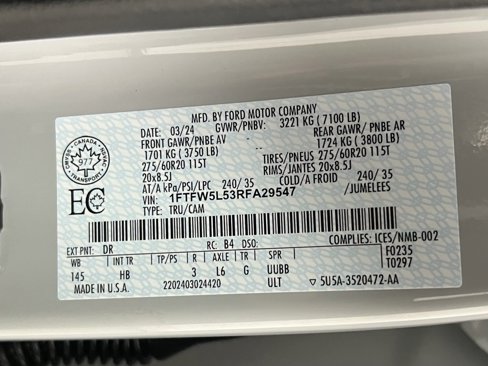 MFD. BY FORD MOTOR COMPANY
DATE: 03/24 GVWR/PNBV: 3221 KG ( 7100 LB)
FRONT GAWR/ PNBE AV REAR GAWR/ PNBE AR
1701 KG ( 3750 LB) 1724 KG ( 3800 LB)
275/60R20 115T TIRES/PNEUS 275/60R20 115T
20x8.5J RIMS/JANTES 20x8.5J
AT/A kPa/PSI/LPC 240/ 35 COLD/A FROID 240/ 35
VIN: 1FTFW5L53RFA29547 /JUMELEES
TYPE: TRU/CAM
CANADA
977
TRANSPORT
EC
EXT PNT: DR RC: B4 DSO: COMPLIES: ICES/NMB-002
WB TP/PS R AXLE TR SPR F0235
145 HB 3 L6 G UUBB T0297
MADE IN U.S.A. 2202403024420 ULT 5U5A-3520472-AA